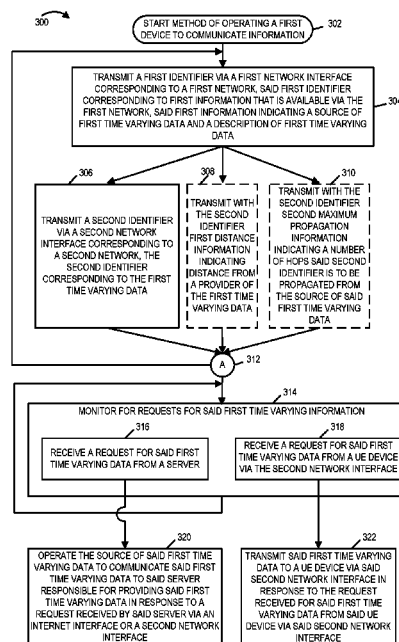 300
START METHOD OF OPERATING A FIRST
DEVICE TO COMMUNICATE INFORMATION
302
TRANSMIT A FIRST IDENTIFIER VIA A FIRST NETWORK INTERFACE
CORRESPONDING TO A FIRST NETWORK, SAID FIRST IDENTIFIER
CORRESPONDING TO FIRST INFORMATION THAT IS AVAILABLE VIA
THE FIRST NETWORK, SAID FIRST INFORMATION INDICATING A SOURCE OF
FIRST TIME VARYING DATA AND A DESCRIPTION OF FIRST TIME VARYING
DATA
304
306
TRANSMIT A SECOND IDENTIFIER
VIA A SECOND NETWORK
INTERFACE CORRESPONDING TO
A SECOND NETWORK, THE
SECOND IDENTIFIER
CORRESPONDING TO THE FIRST
TIME VARYING DATA
308
TRANSMIT WITH
THE SECOND
IDENTIFIER
FIRST DISTANCE
INFORMATION
INDICATING
DISTANCE FROM
A PROVIDER OF
THE FIRST TIME
VARYING DATA
310
TRANSMIT WITH THE
SECOND IDENTIFIER
SECOND MAXIMUM
PROPAGATION
INFORMATION
INDICATING A NUMBER
OF HOPS SAID SECOND
IDENTIFIER IS TO BE
PROPAGATED FROM
THE SOURCE OF SAID
FIRST TIME VARYING
DATA
A
312
314
MONITOR FOR REQUESTS FOR SAID FIRST TIME VARYING INFORMATION
316
RECEIVE A REQUEST FOR SAID FIRST
TIME VARYING DATA FROM A SERVER
318
RECEIVE A REQUEST FOR SAID FIRST
TIME VARYING DATA FROM A UE DEVICE
VIA THE SECOND NETWORK INTERFACE
320
OPERATE THE SOURCE OF SAID FIRST TIME
VARYING DATA TO COMMUNICATE SAID FIRST
TIME VARYING DATA TO SAID SERVER
RESPONSIBLE FOR PROVIDING SAID FIRST
TIME VARYING DATA IN RESPONSE TO A
REQUEST RECEIVED BY SAID SERVER VIA AN
INTERNET INTERFACE OR A SECOND NETWORK
INTERFACE
322
TRANSMIT SAID FIRST TIME VARYING
DATA TO A UE DEVICE VIA SAID
SECOND NETWORK INTERFACE IN
RESPONSE TO THE REQUEST
RECEIVED FOR SAID FIRST TIME
VARYING DATA FROM SAID UE
DEVICE VIA SAID SECOND NETWORK
INTERFACE